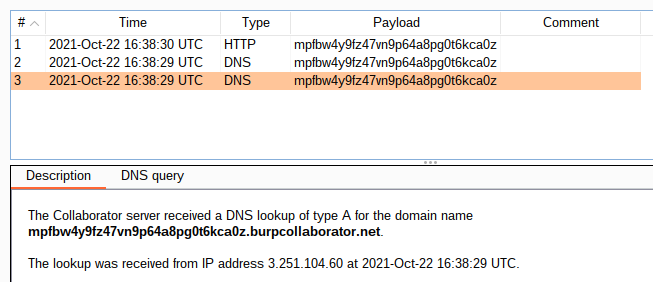 # Time Type Payload Comment
1 2021-Oct-22 16:38:30 UTC HTTP mpfbw4y9fz47vn9p64a8pg0t6kca0z
2 2021-Oct-22 16:38:29 UTC DNS mpfbw4y9fz47vn9p64a8pg0t6kca0z
3 2021-Oct-22 16:38:29 UTC DNS mpfbw4y9fz47vn9p64a8pg0t6kca0z
Description DNS query
The Collaborator server received a DNS lookup of type A for the domain name
mpfbw4y9fz47vn9p64a8pg0t6kca0z.burpcollaborator.net.
The lookup was received from IP address 3.251.104.60 at 2021-Oct-22 16:38:29 UTC.